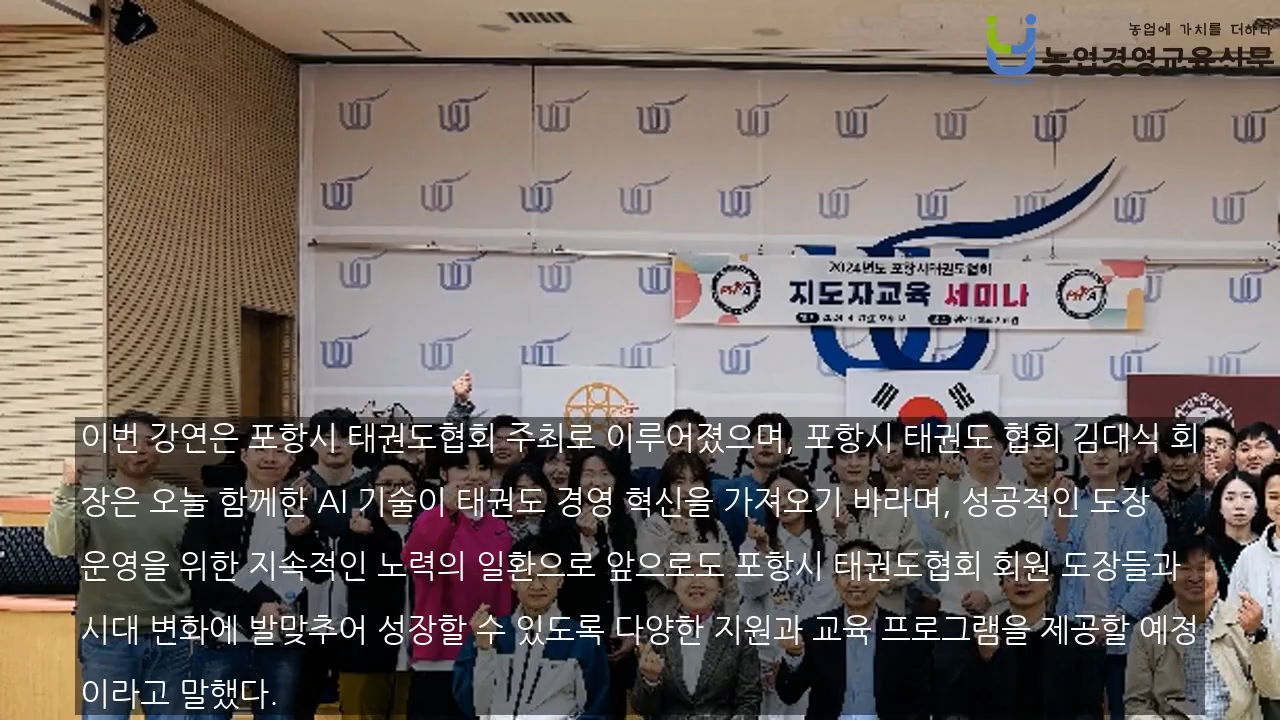 농업에 가치를 더하다
농업경영교육신문
2024년도 포항시태권도협회
지도자교육 세미나
이번 강연은 포항시 태권도협회 주최로 이루어졌으며, 포항시 태권도 협회 김대식 회
장은 오늘 함께한 AI 기술이 태권도 경영 혁신을 가져오기 바라며, 성공적인 도장
운영을 위한 지속적인 노력의 일환으로 앞으로도 포항시 태권도협회 회원 도장들과
시대 변화에 발맞추어 성장할 수 있도록 다양한 지원과 교육 프로그램을 제공할 예정
이라고 말했다.